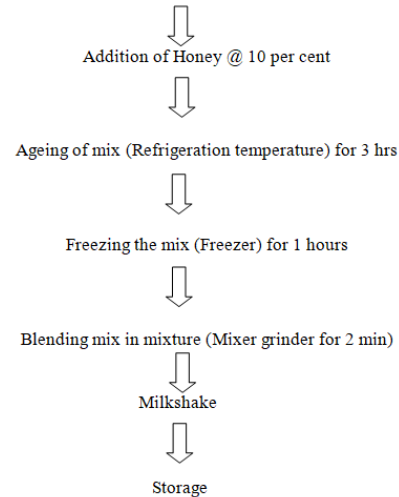 Addition of Honey @ 10 per cent
Ageing of mix (Refrigeration temperature) for 3 hrs
Freezing the mix (Freezer) for 1 hours
Blending mix in mixture (Mixer grinder for 2 min)
Milkshake
Storage